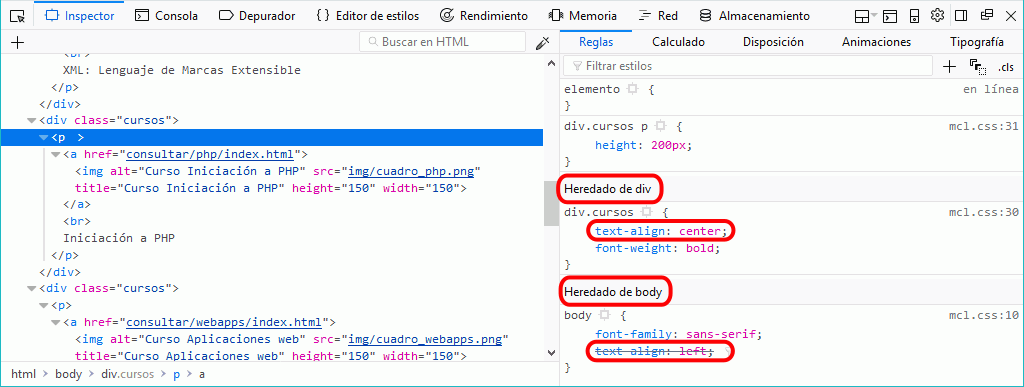 Inspector Consola Depurador {} Editor de estilos Rendimiento Memoria Red Almacenamiento
+ Buscar en HTML
<br>
XML: Lenguaje de Marcas Extensible
</p>
</div>
<div class="cursos">
<p >
<a href="consultar/php/index.html">
<img alt="Curso Iniciación a PHP" src="img/cuadro_php.png"
title="Curso Iniciación a PHP" height="150" width="150">
</a>
<br>
Iniciación a PHP
</p>
</div>
<div class="cursos">
<p>
<a href="consultar/webapps/index.html">
<img alt="Curso Aplicaciones web" src="img/cuadro_webapps.png"
title="Curso Aplicaciones web" height="150" width="150">
html › body › div.cursos › p › a
Reglas Calculado Disposición Animaciones Tipografía
Filtrar estilos + .cls
elemento { en línea
}
div.cursos p { mcl.css:31
height: 200px;
}
Heredado de div
div.cursos { mcl.css:30
text-align: center;
font-weight: bold;
}
Heredado de body
body { mcl.css:10
font-family: sans-serif;
text-align: left;
}